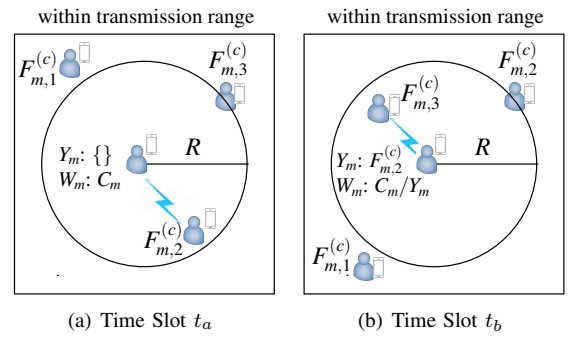 within transmission range
within transmission range
F_{m,1}^{(c)}
F_{m,3}^{(c)}
R
Y_m: {}
W_m: C_m
F_{m,2}^{(c)}
F_{m,2}^{(c)}
F_{m,3}^{(c)}
R
Y_m: F_{m,2}^{(c)}
W_m: C_m/Y_m
F_{m,1}^{(c)}
(a) Time Slot t_a
(b) Time Slot t_b